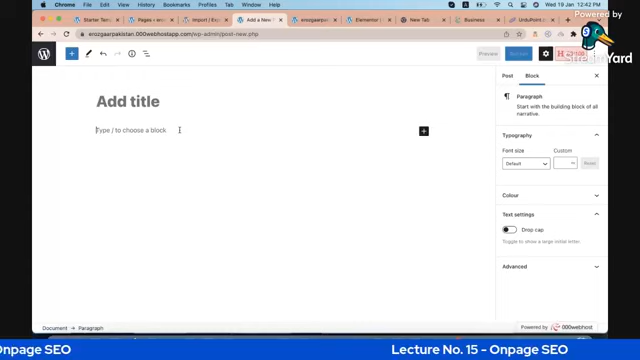 Chrome File Edit View History Bookmarks Profiles Tab Window Help Wed 19 Jan 12:42 PM
Starter Tem Pages ‹ eroz Import / Ex Add a New erozgaarpa Elementor New Tab Business UrduPoint
erozgaarpakistan.000webhostapp.com/wp-admin/post-new.php
Powered by
StreamYard
Preview
Add title
Type / to choose a block
Post Block
Paragraph
Start with the building block of all
narrative.
Typography
Font size Custom
Default Reset
Colour
Text settings
Drop cap
Toggle to show a large initial letter.
Advanced
Document → Paragraph
Powered by 000webhost
Onpage SEO Lecture No. 15 - Onpage SEO